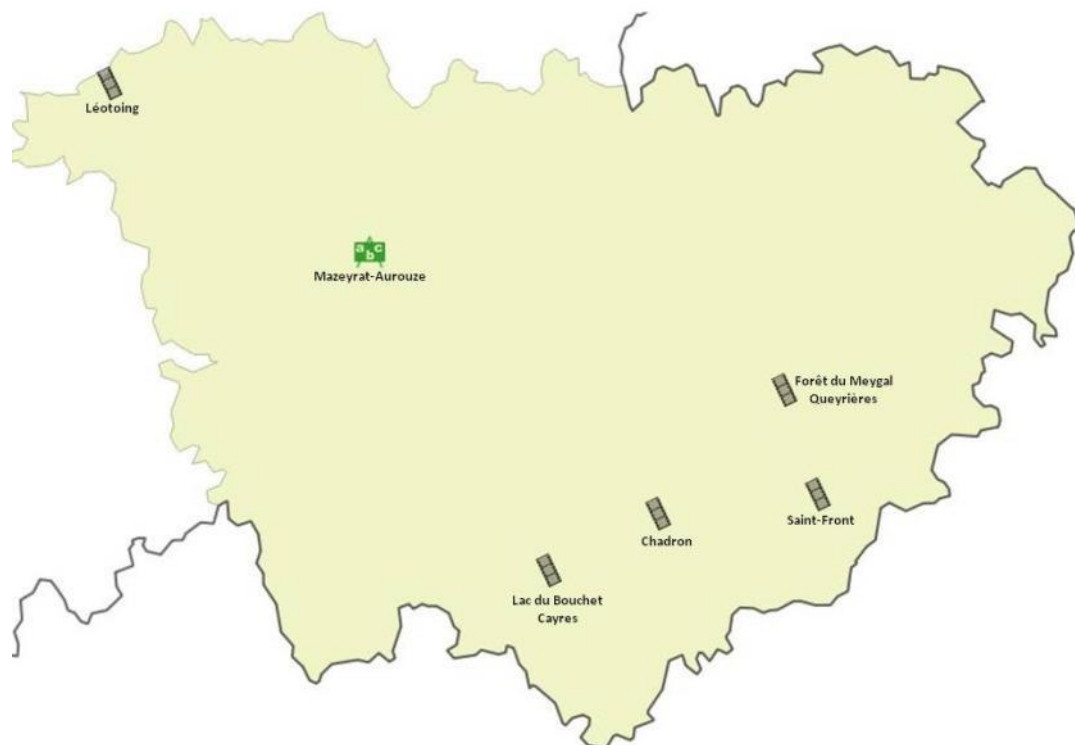 Léotoing
a b c
Mazeyrat-Aurouze
Forêt du Meygal
Queyrières
Saint-Front
Chadron
Lac du Bouchet
Cayres